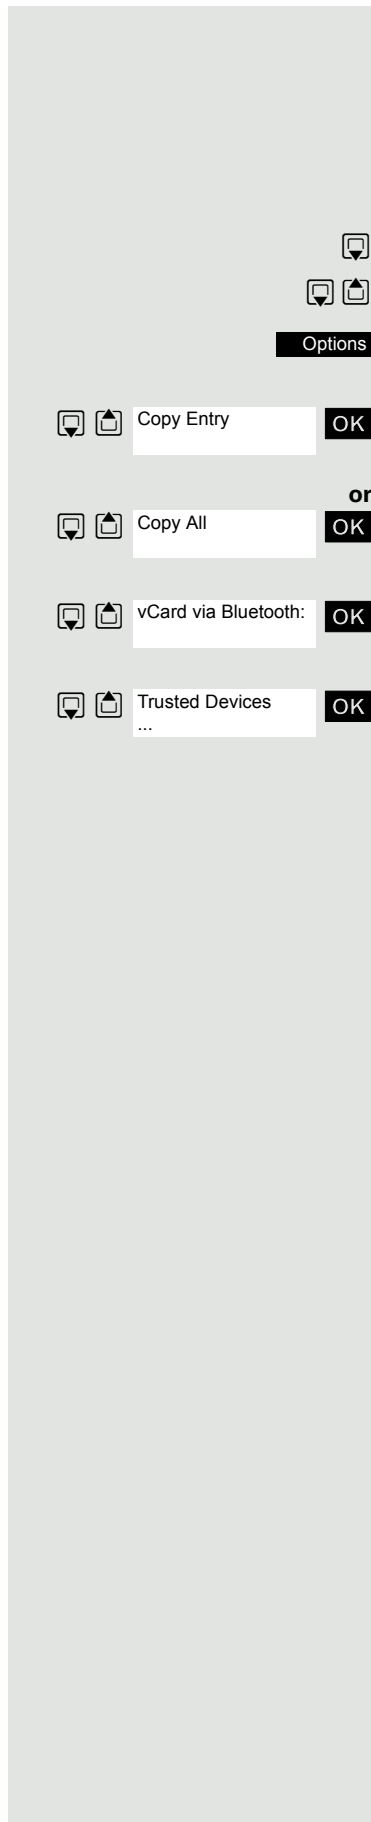 Options
Copy Entry OK
or
Copy All OK
vCard via Bluetooth: OK
Trusted Devices OK
...